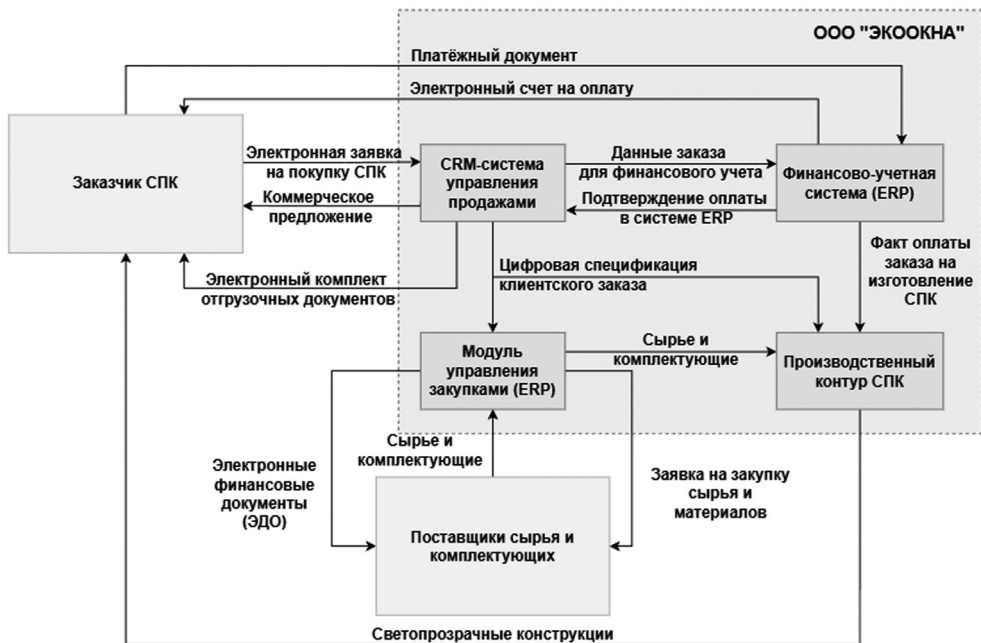 ООО "ЭКООКНА"
Платёжный документ
Электронный счет на оплату
Заказчик СПК
Электронная заявка
на покупку СПК
Коммерческое
предложение
CRM-система
управления
продажами
Данные заказа
для финансового учета
Подтверждение оплаты
в системе ERP
Финансово-учетная
система (ERP)
Электронный комплект
отгрузочных документов
Цифровая спецификация
клиентского заказа
Факт оплаты
заказа на
изготовление
СПК
Модуль
управления
закупками (ERP)
Сырье и
комплектующие
Производственный
контур СПК
Сырье и
комплектующие
Электронные
финансовые
документы
(ЭДО)
Заявка на закупку
сырья и
материалов
Поставщики сырья и
комплектующих
Светопрозрачные конструкции